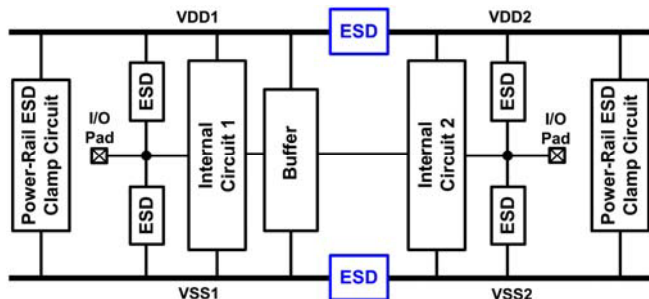 VDD1
ESD
VDD2
Power-Rail ESD
Clamp Circuit
I/O
Pad
ESD
ESD
Internal
Circuit 1
Buffer
Internal
Circuit 2
ESD
ESD
I/O
Pad
Power-Rail ESD
Clamp Circuit
VSS1
ESD
VSS2